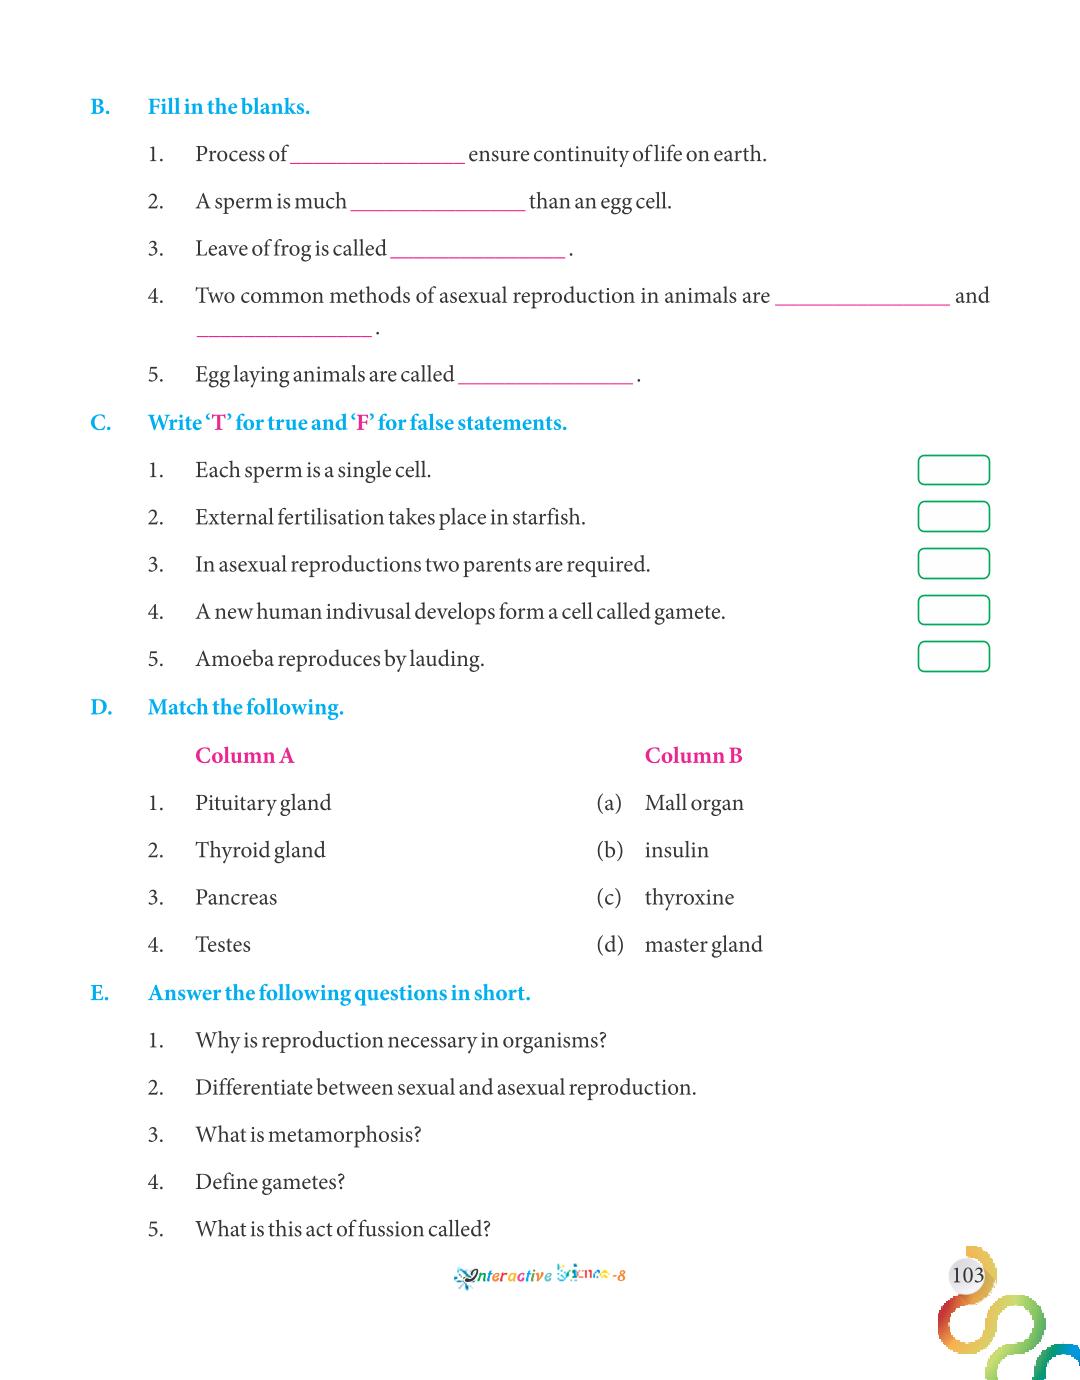 B. Fill in the blanks.
1. Process of _______________ ensure continuity of life on earth.
2. A sperm is much _______________ than an egg cell.
3. Leave of frog is called _______________ .
4. Two common methods of asexual reproduction in animals are _______________ and
_______________ .
5. Egg laying animals are called _______________ .
C. Write ‘T’ for true and ‘F’ for false statements.
1. Each sperm is a single cell.
2. External fertilisation takes place in starfish.
3. In asexual reproductions two parents are required.
4. A new human indivusal develops form a cell called gamete.
5. Amoeba reproduces by lauding.
D. Match the following.
Column A Column B
1. Pituitary gland (a) Mall organ
2. Thyroid gland (b) insulin
3. Pancreas (c) thyroxine
4. Testes (d) master gland
E. Answer the following questions in short.
1. Why is reproduction necessary in organisms?
2. Differentiate between sexual and asexual reproduction.
3. What is metamorphosis?
4. Define gametes?
5. What is this act of fussion called?
Interactive Science-8
103